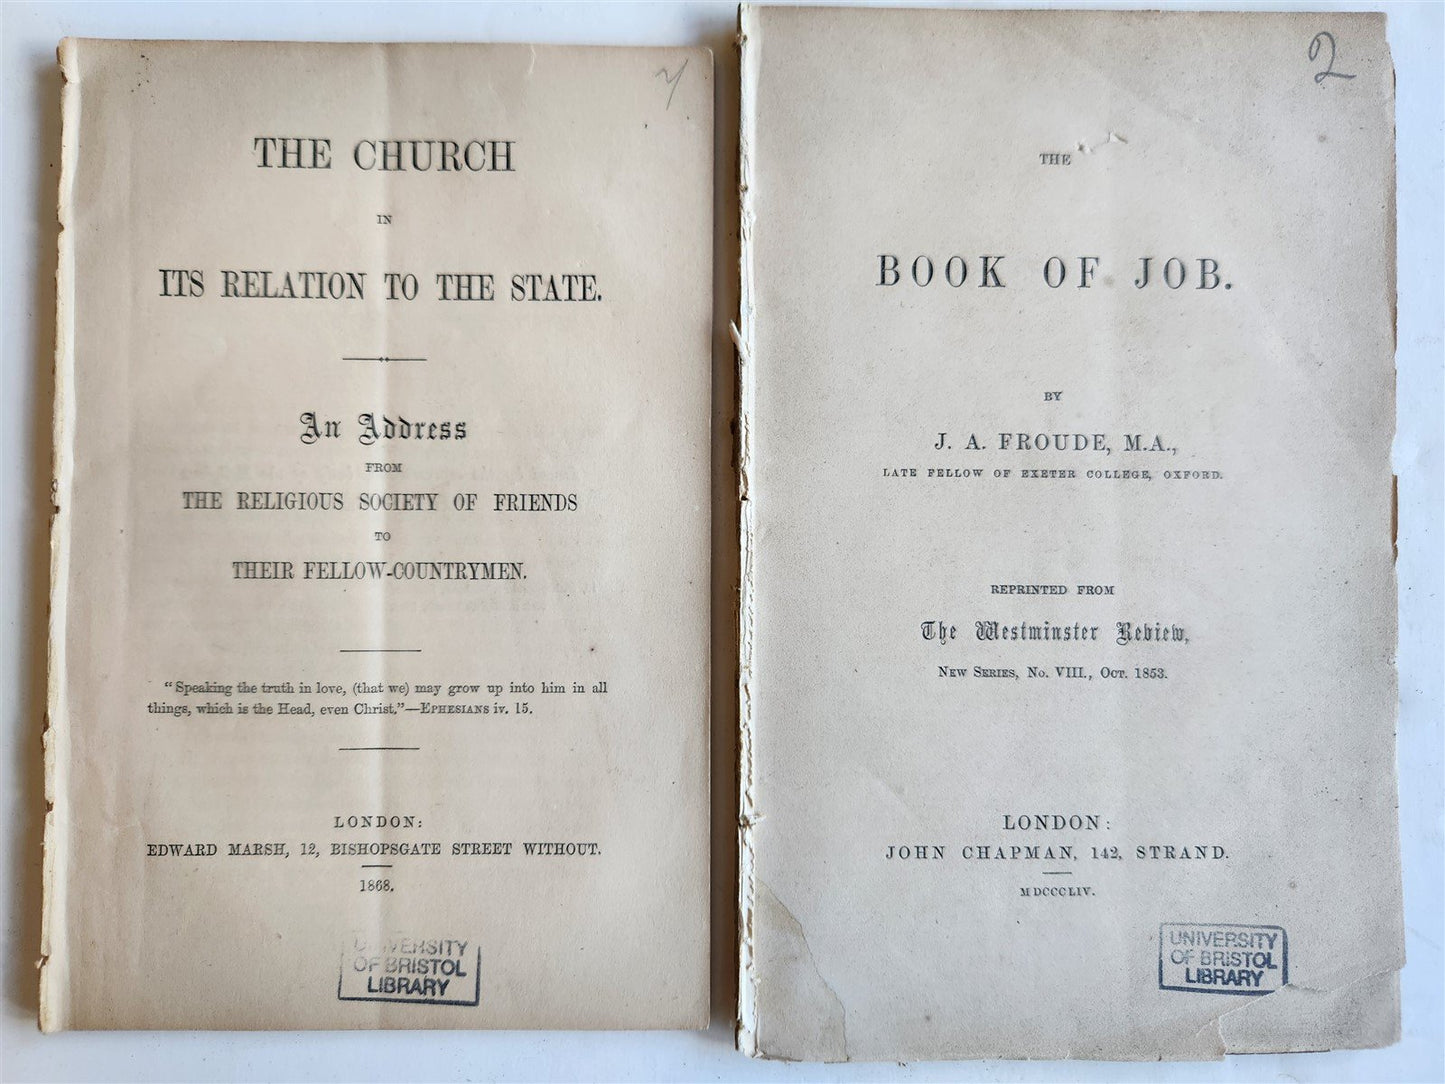 THE CHURCH
IN
ITS RELATION TO THE STATE.
An Address
FROM
THE RELIGIOUS SOCIETY OF FRIENDS
TO
THEIR FELLOW-COUNTRYMEN.
"Speaking the truth in love, (that we) may grow up into him in all
things, which is the Head, even Christ."—EPHESIANS iv. 15.
LONDON:
EDWARD MARSH, 12, BISHOPSGATE STREET WITHOUT.
1868.
UNIVERSITY
OF BRISTOL
LIBRARY
2
THE
BOOK OF JOB.
BY
J. A. FROUDE, M.A.,
LATE FELLOW OF EXETER COLLEGE, OXFORD.
REPRINTED FROM
The Westminster Review,
NEW SERIES, No. VIII., OCT. 1853.
LONDON:
JOHN CHAPMAN, 142, STRAND.
MDCCCLIV.
UNIVERSITY
OF BRISTOL
LIBRARY